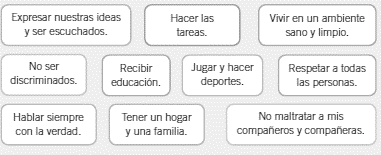 Expresar nuestras ideas
y ser escuchados.
Hacer las
tareas.
Vivir en un ambiente
sano y limpio.
No ser
discriminados.
Recibir
educación.
Jugar y hacer
deportes.
Respetar a todas
las personas.
Hablar siempre
con la verdad.
Tener un hogar
y una familia.
No maltratar a mis
compañeros y compañeras.